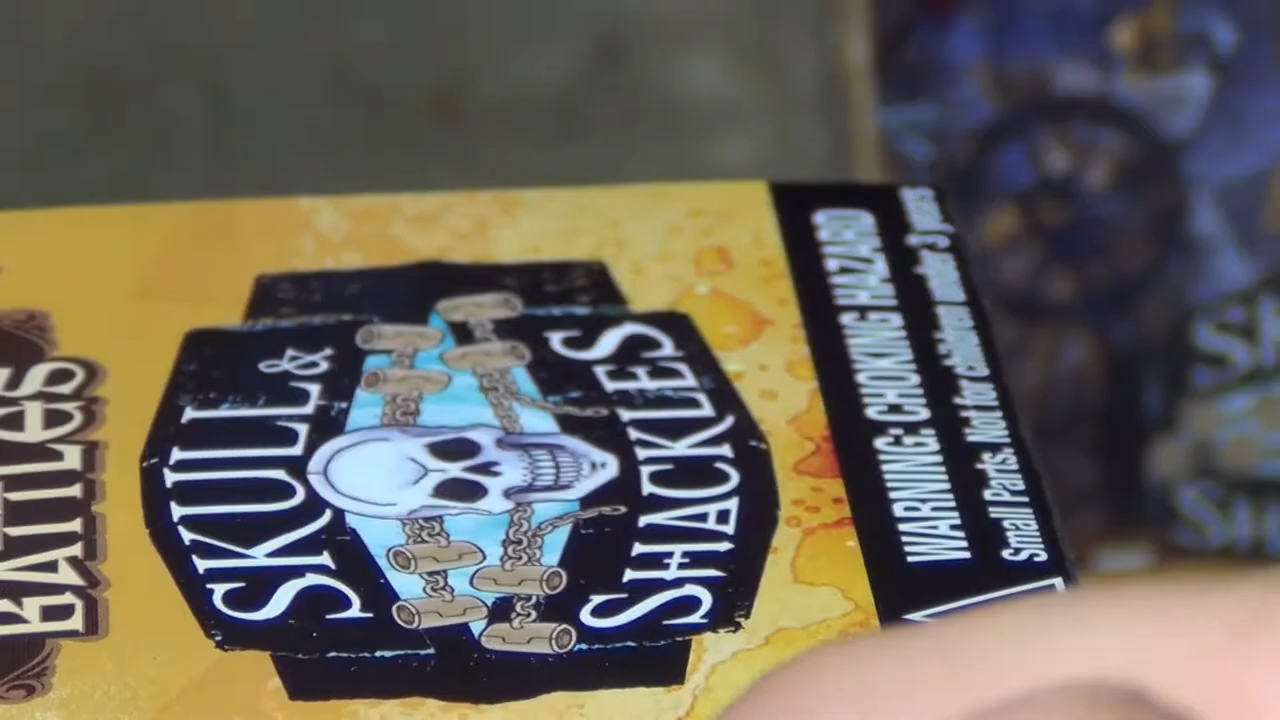 BATTLES
SKULL &
SHACKLES
WARNING: CHOKING HAZARD
Small Parts. Not for children under 3 years